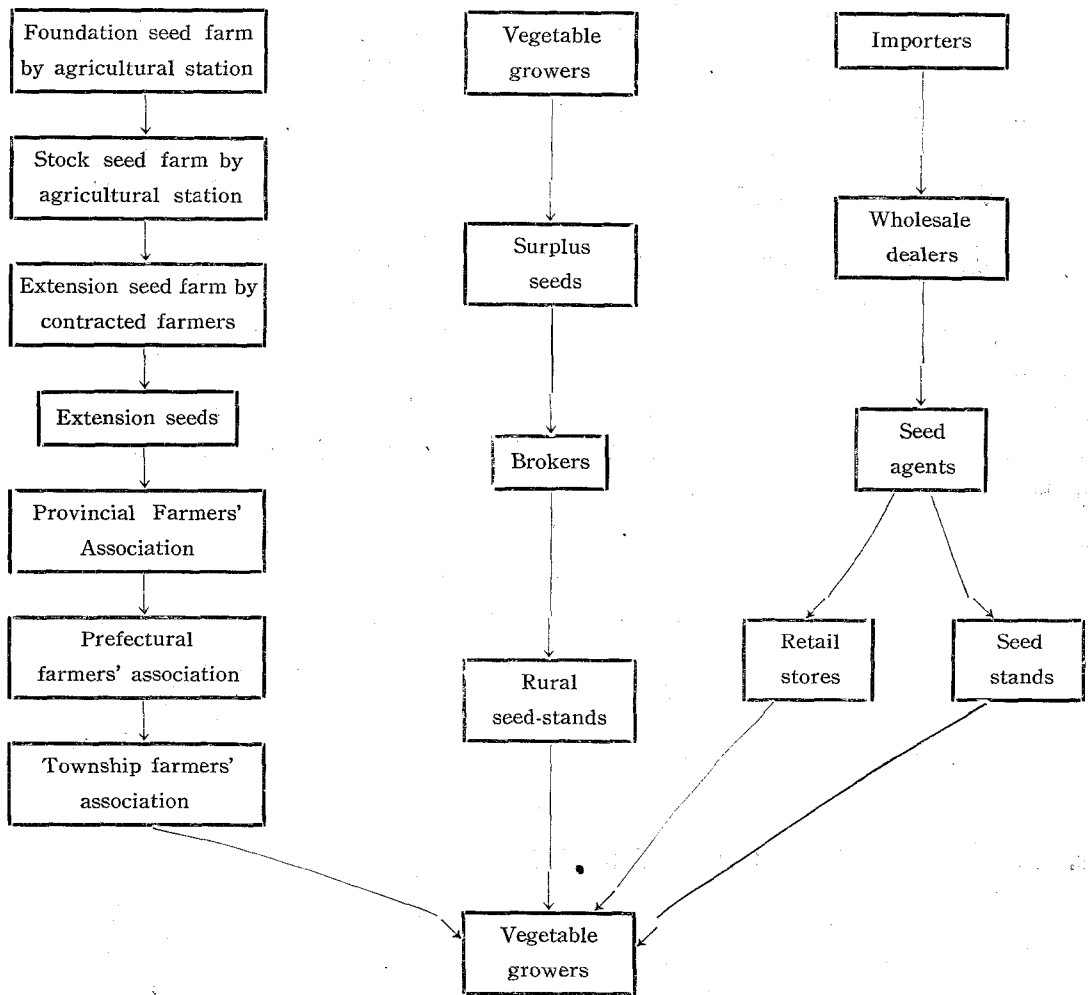 Foundation seed farm
by agricultural station
Stock seed farm by
agricultural station
Extension seed farm by
contracted farmers
Extension seeds
Provincial Farmers'
Association
Prefectural
farmers' association
Township farmers'
association
Vegetable
growers
Surplus
seeds
Brokers
Rural
seed-stands
Importers
Wholesale
dealers
Seed
agents
Retail
stores
Seed
stands
Vegetable
growers